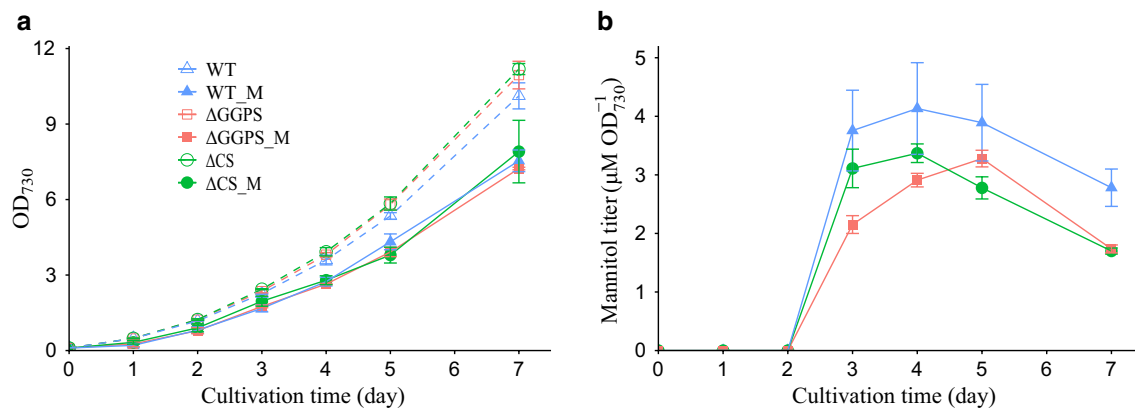 a
12
9
6
3
0
OD730
WT
WT_M
ΔGGPS
ΔGGPS_M
ΔCS
ΔCS_M
0 1 2 3 4 5 7
Cultivation time (day)
b
5
4
3
2
1
0
Mannitol titer (μM OD730−1)
0 1 2 3 4 5 7
Cultivation time (day)